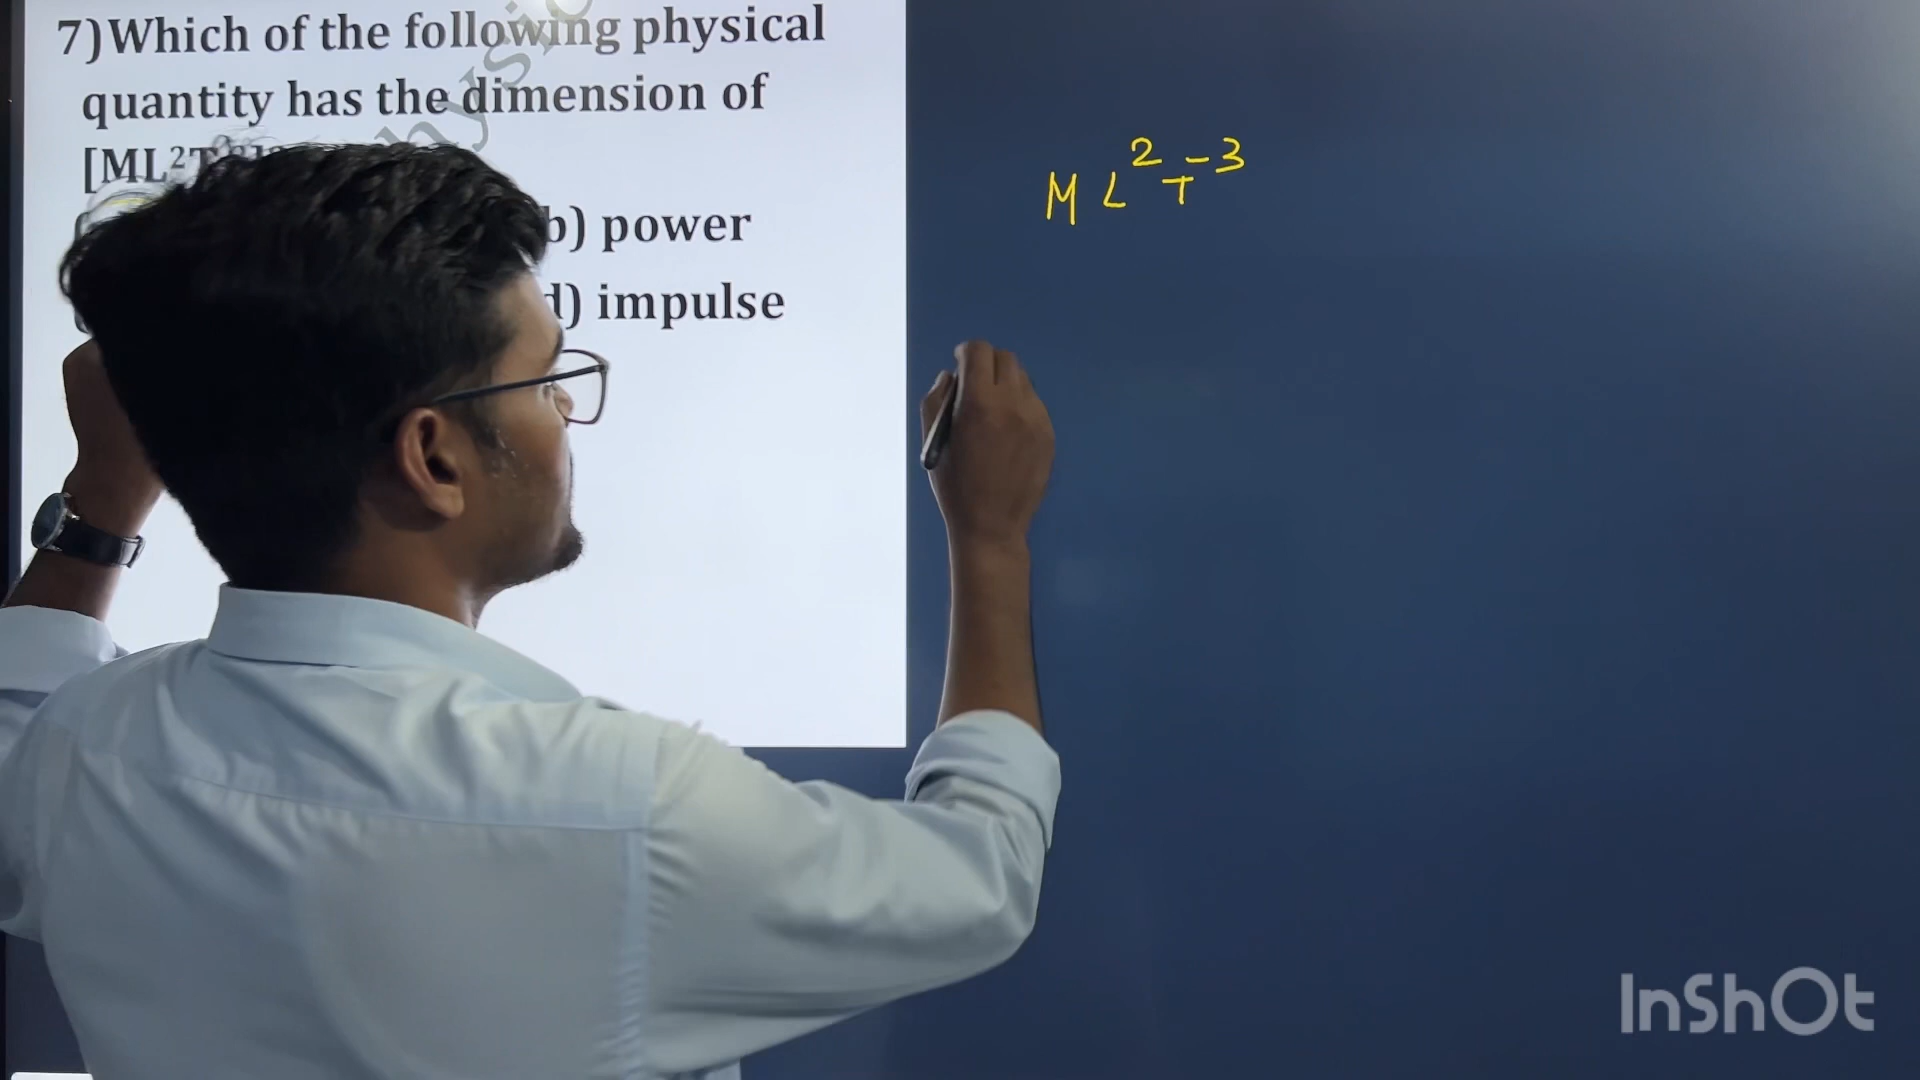 7)Which of the following physical
quantity has the dimension of
[ML²T
b) power
d) impulse
M L² T⁻³
InShOt